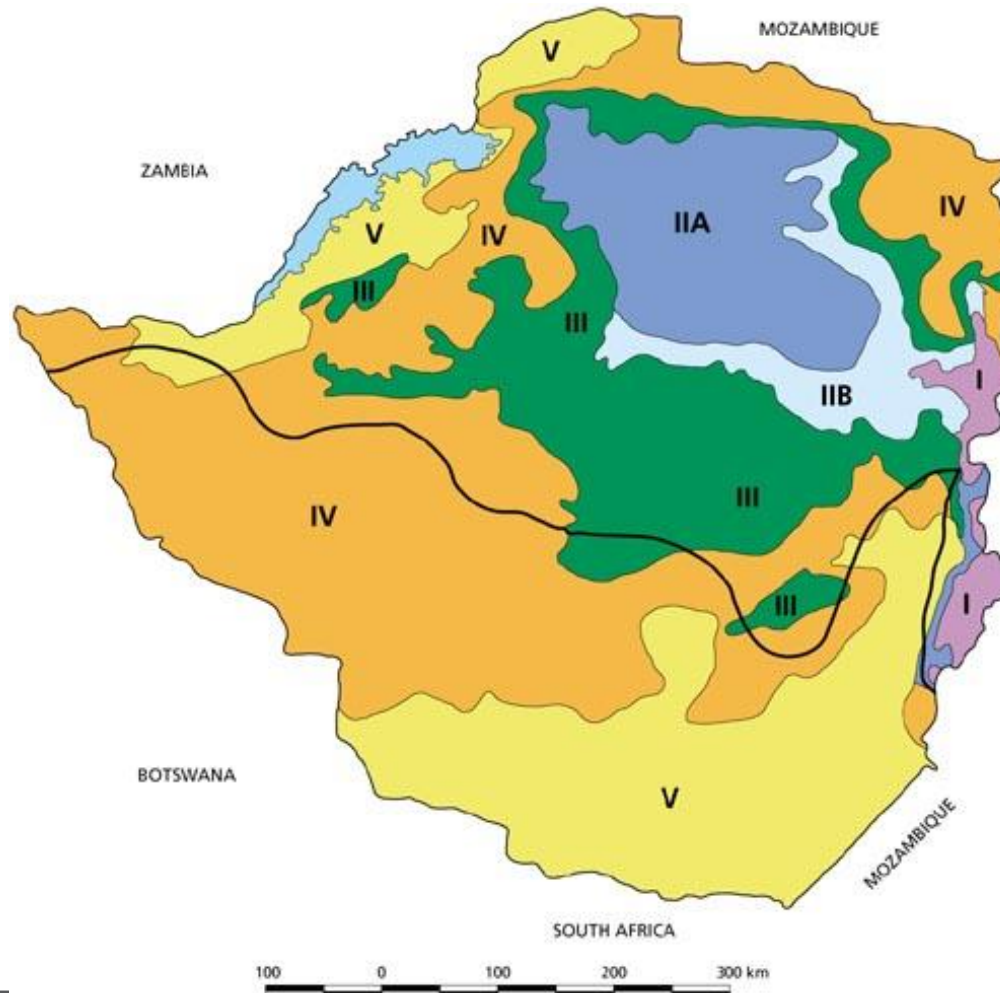 MOZAMBIQUE
V
ZAMBIA
IV
IIA
V
IV
III
III
I
IIB
III
IV
III
I
BOTSWANA
V
MOZAMBIQUE
SOUTH AFRICA
100 0 100 200 300 km